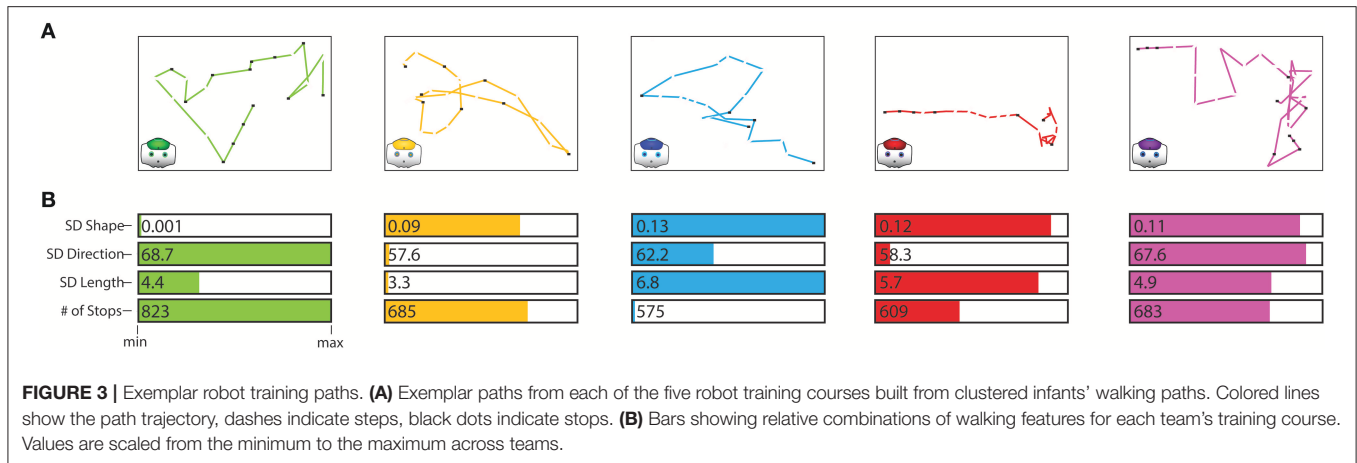 A
B
SD Shape 0.001 0.09 0.13 0.12 0.11
SD Direction 68.7 57.6 62.2 58.3 67.6
SD Length 4.4 3.3 6.8 5.7 4.9
# of Stops 823 685 575 609 683
min max
FIGURE 3 | Exemplar robot training paths. (A) Exemplar paths from each of the five robot training courses built from clustered infants' walking paths. Colored lines
show the path trajectory, dashes indicate steps, black dots indicate stops. (B) Bars showing relative combinations of walking features for each team's training course.
Values are scaled from the minimum to the maximum across teams.